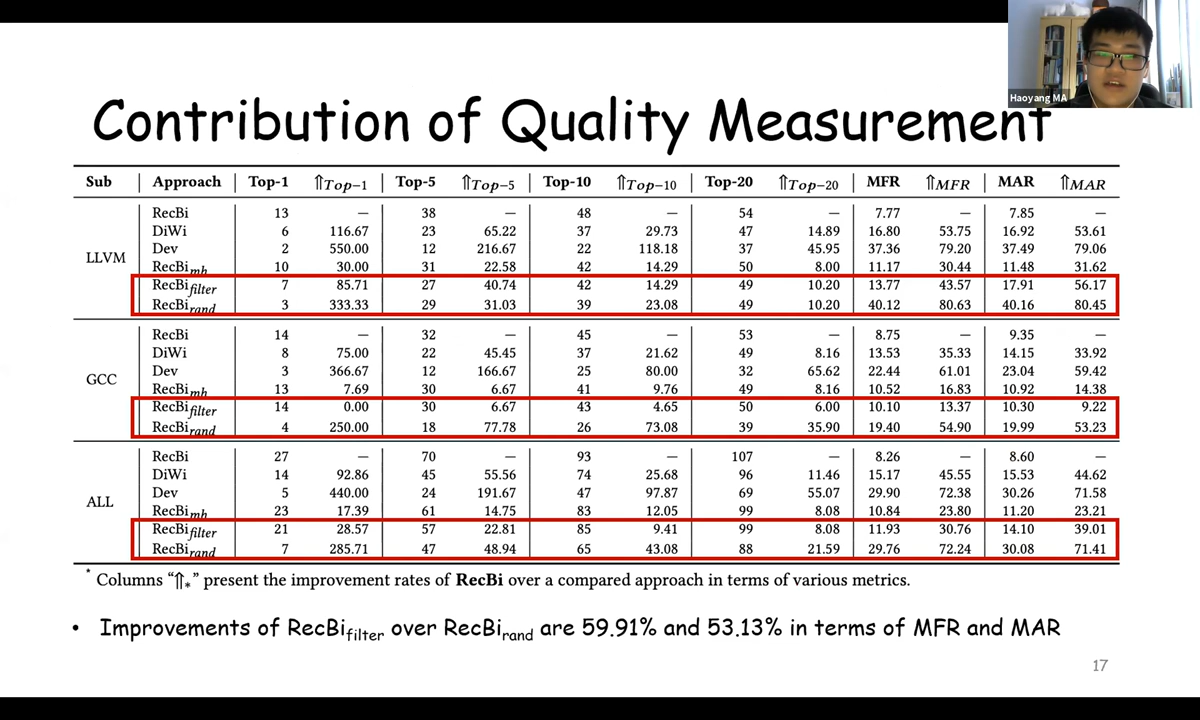 Haoyang MA
Contribution of Quality Measurement
Sub Approach Top-1 ⇑Top−1 Top-5 ⇑Top−5 Top-10 ⇑Top−10 Top-20 ⇑Top−20 MFR ⇑MFR MAR ⇑MAR
LLVM
RecBi 13 — 38 — 48 — 54 — 7.77 — 7.85 —
DiWi 6 116.67 23 65.22 37 29.73 47 14.89 16.80 53.75 16.92 53.61
Dev 2 550.00 12 216.67 22 118.18 37 45.95 37.36 79.20 37.49 79.06
RecBimh 10 30.00 31 22.58 42 14.29 50 8.00 11.17 30.44 11.48 31.62
RecBifilter 7 85.71 27 40.74 42 14.29 49 10.20 13.77 43.57 17.91 56.17
RecBirand 3 333.33 29 31.03 39 23.08 49 10.20 40.12 80.63 40.16 80.45
GCC
RecBi 14 — 32 — 45 — 53 — 8.75 — 9.35 —
DiWi 8 75.00 22 45.45 37 21.62 49 8.16 13.53 35.33 14.15 33.92
Dev 3 366.67 12 166.67 25 80.00 32 65.62 22.44 61.01 23.04 59.42
RecBimh 13 7.69 30 6.67 41 9.76 49 8.16 10.52 16.83 10.92 14.38
RecBifilter 14 0.00 30 6.67 43 4.65 50 6.00 10.10 13.37 10.30 9.22
RecBirand 4 250.00 18 77.78 26 73.08 39 35.90 19.40 54.90 19.99 53.23
ALL
RecBi 27 — 70 — 93 — 107 — 8.26 — 8.60 —
DiWi 14 92.86 45 55.56 74 25.68 96 11.46 15.17 45.55 15.53 44.62
Dev 5 440.00 24 191.67 47 97.87 69 55.07 29.90 72.38 30.26 71.58
RecBimh 23 17.39 61 14.75 83 12.05 99 8.08 10.84 23.80 11.20 23.21
RecBifilter 21 28.57 57 22.81 85 9.41 99 8.08 11.93 30.76 14.10 39.01
RecBirand 7 285.71 47 48.94 65 43.08 88 21.59 29.76 72.24 30.08 71.41
* Columns “⇑*” present the improvement rates of RecBi over a compared approach in terms of various metrics.
• Improvements of RecBifilter over RecBirand are 59.91% and 53.13% in terms of MFR and MAR
17